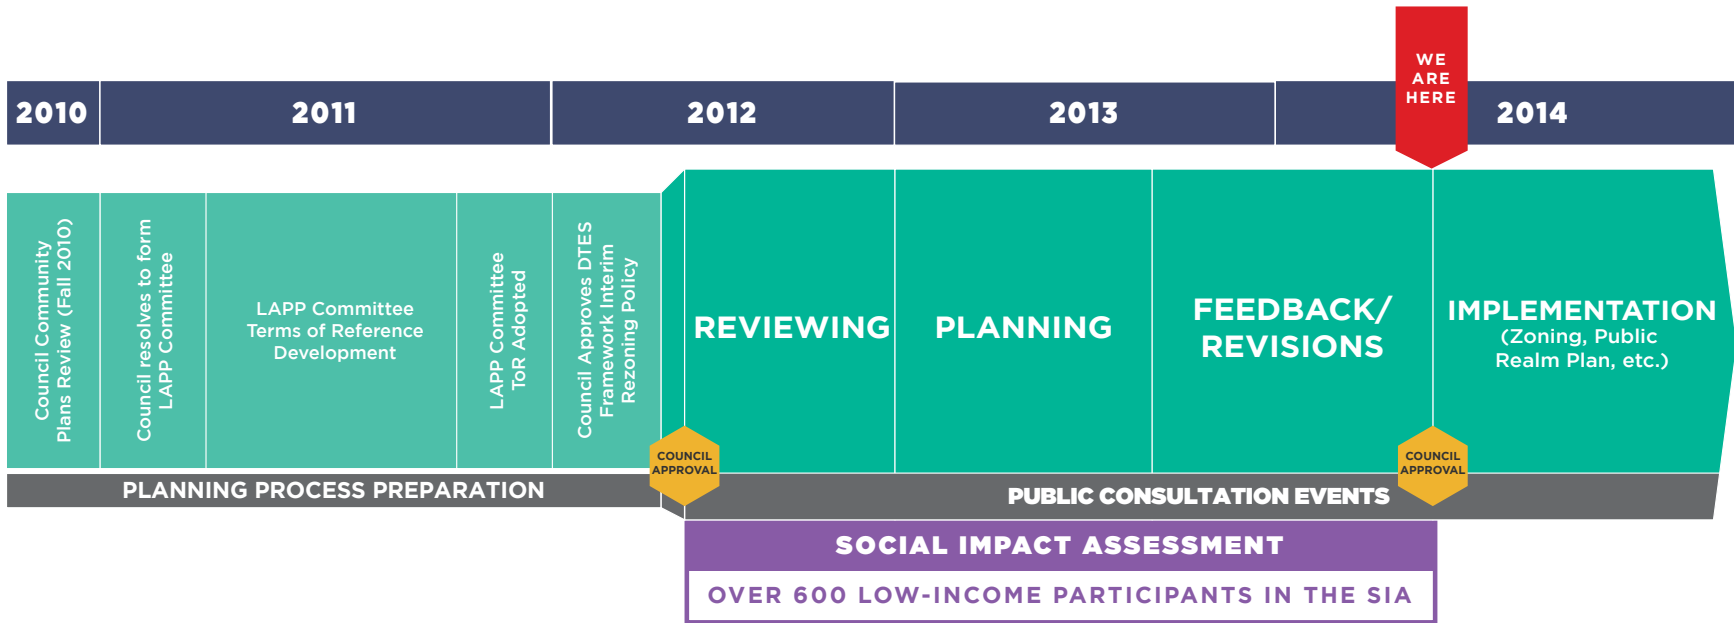 WE
ARE
HERE
2010
2011
2012
2013
2014
Council Community
Plans Review (Fall 2010)
Council resolves to form
LAPP Committee
LAPP Committee
Terms of Reference
Development
LAPP Committee
ToR Adopted
Council Approves DTES
Framework Interim
Rezoning Policy
REVIEWING
PLANNING
FEEDBACK/
REVISIONS
IMPLEMENTATION
(Zoning, Public
Realm Plan, etc.)
COUNCIL
APPROVAL
COUNCIL
APPROVAL
PLANNING PROCESS PREPARATION
PUBLIC CONSULTATION EVENTS
SOCIAL IMPACT ASSESSMENT
OVER 600 LOW-INCOME PARTICIPANTS IN THE SIA